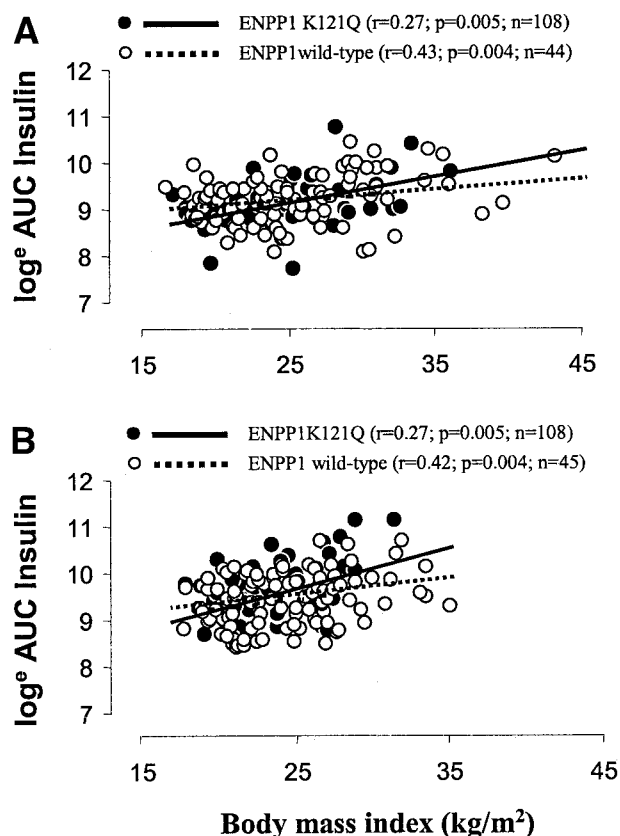 A
ENPP1 K121Q (r=0.27; p=0.005; n=108)
ENPP1wild-type (r=0.43; p=0.004; n=44)
logᵉ AUC Insulin
12
11
10
9
8
7
15 25 35 45
B
ENPP1K121Q (r=0.27; p=0.005; n=108)
ENPP1 wild-type (r=0.42; p=0.004; n=45)
logᵉ AUC Insulin
12
11
10
9
8
7
15 25 35 45
Body mass index (kg/m²)